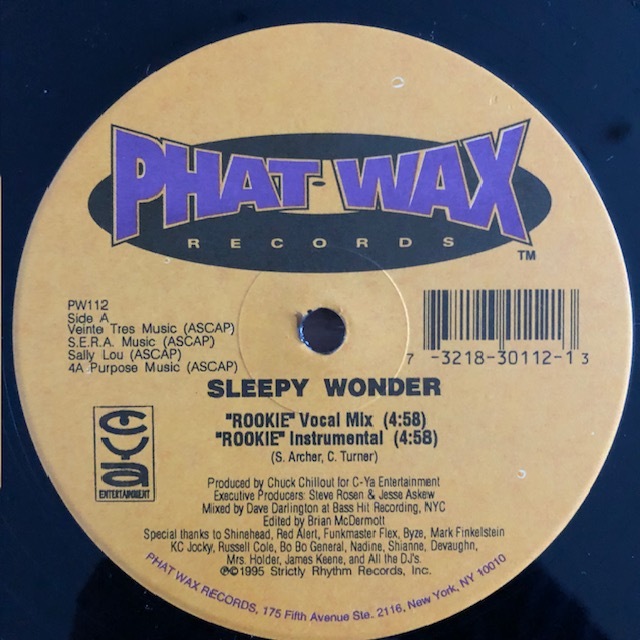 PHAT·WAX
RECORDS
TM
PW112
Side A
Veinte Tres Music (ASCAP)
S.E.R.A. Music (ASCAP)
Sally Lou (ASCAP)
4A Purpose Music (ASCAP)
7 -3218-30112-1 3
SLEEPY WONDER
"ROOKIE" Vocal Mix (4:58)
"ROOKIE" Instrumental (4:58)
(S. Archer, C. Turner)
cya
ENTERTAINMENT
Produced by Chuck Chillout for C-Ya Entertainment
Executive Producers: Steve Rosen & Jesse Askew
Mixed by Dave Darlington at Bass Hit Recording, NYC
Edited by Brian McDermott
Special thanks to Shinehead, Red Alert, Funkmaster Flex, Byze, Mark Finkelstein
KC Jocky, Russell Cole, Bo Bo General, Nadine, Shianne, Devaughn,
Mrs. Holder, James Keene, and All the DJ's.
℗©1995 Strictly Rhythm Records, Inc.
PHAT WAX RECORDS, 175 Fifth Avenue Ste.. 2116, New York, NY 10010